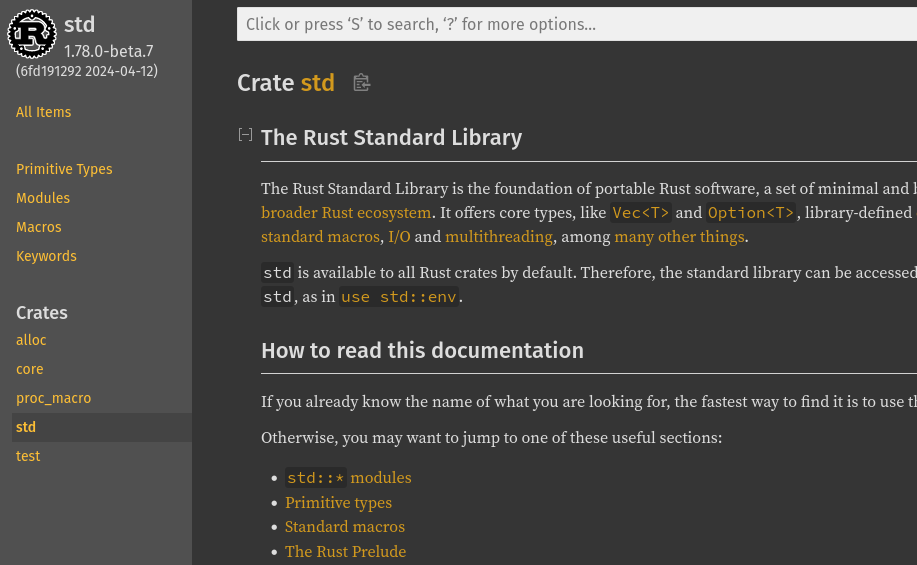 std
1.78.0-beta.7
(6fd191292 2024-04-12)
All Items
Primitive Types
Modules
Macros
Keywords
Crates
alloc
core
proc_macro
std
test
Click or press ‘S’ to search, ‘?’ for more options…
Crate std
[−] The Rust Standard Library
The Rust Standard Library is the foundation of portable Rust software, a set of minimal and
broader Rust ecosystem. It offers core types, like Vec<T> and Option<T>, library-defined
standard macros, I/O and multithreading, among many other things.
std is available to all Rust crates by default. Therefore, the standard library can be accessed
std, as in use std::env.
How to read this documentation
If you already know the name of what you are looking for, the fastest way to find it is to use
Otherwise, you may want to jump to one of these useful sections:
• std::* modules
• Primitive types
• Standard macros
• The Rust Prelude